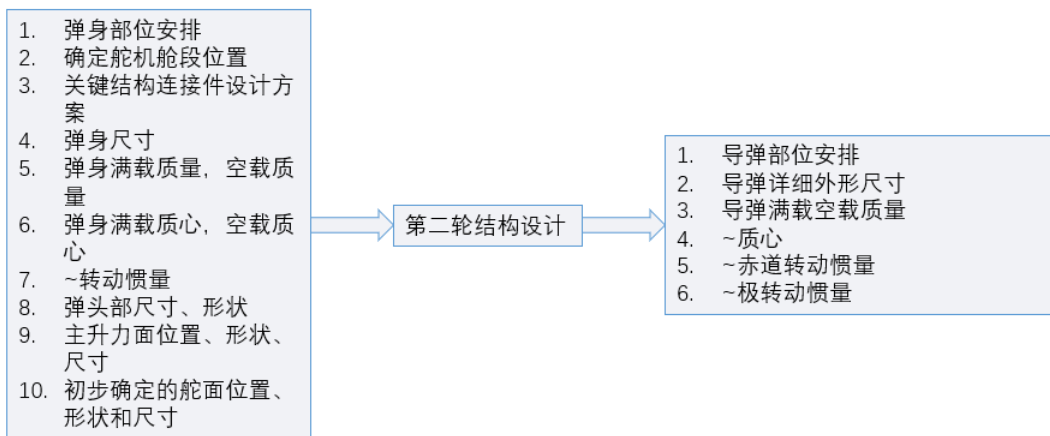 1. 弹身部位安排
2. 确定舵机舱段位置
3. 关键结构连接件设计方
案
4. 弹身尺寸
5. 弹身满载质量，空载质
量
6. 弹身满载质心，空载质
心
7. ~转动惯量
8. 弹头部尺寸、形状
9. 主升力面位置、形状、
尺寸
10. 初步确定的舵面位置、
形状和尺寸
第二轮结构设计
1. 导弹部位安排
2. 导弹详细外形尺寸
3. 导弹满载空载质量
4. ~质心
5. ~赤道转动惯量
6. ~极转动惯量